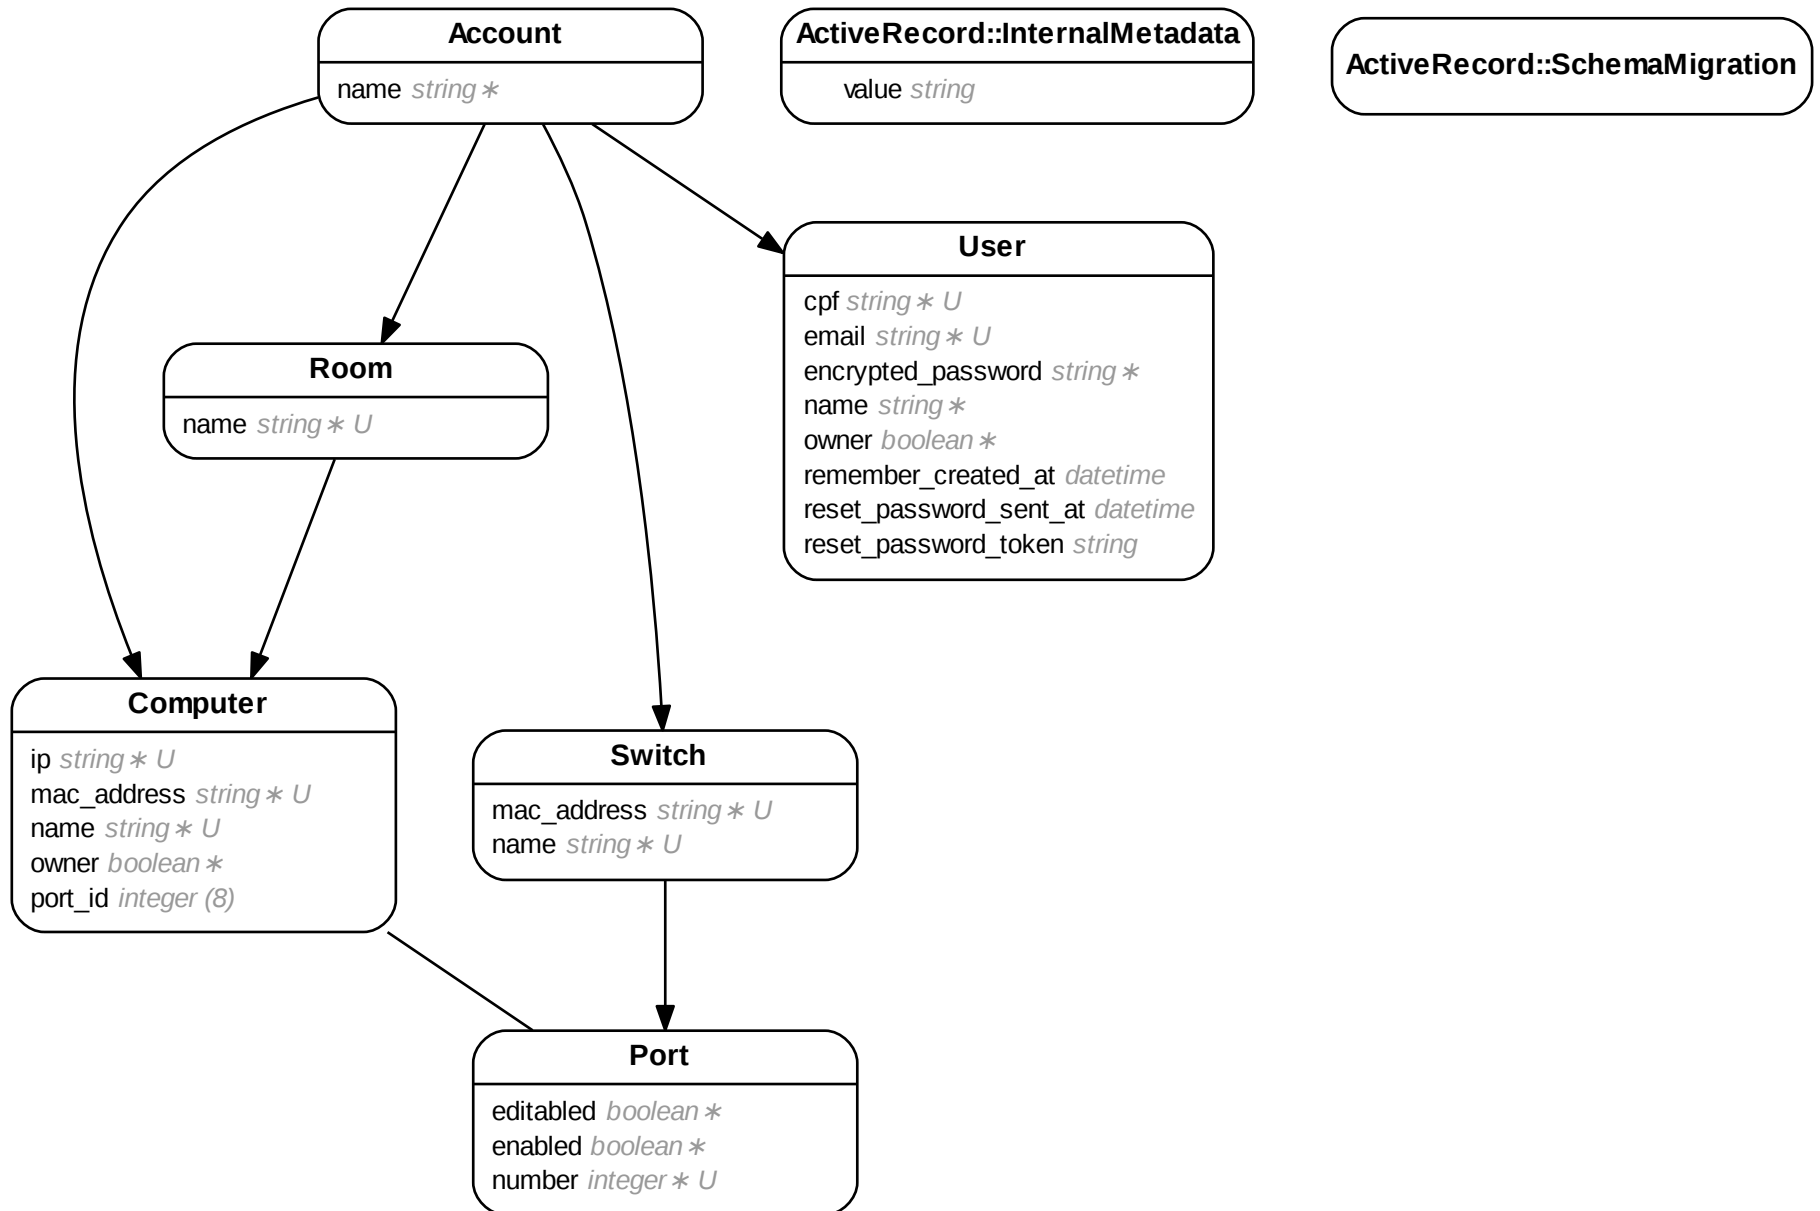 Account
name string∗
ActiveRecord::InternalMetadata
value string
ActiveRecord::SchemaMigration
User
cpf string∗ U
email string∗ U
encrypted_password string∗
name string∗
owner boolean∗
remember_created_at datetime
reset_password_sent_at datetime
reset_password_token string
Room
name string∗ U
Computer
ip string∗ U
mac_address string∗ U
name string∗ U
owner boolean∗
port_id integer (8)
Switch
mac_address string∗ U
name string∗ U
Port
editabled boolean∗
enabled boolean∗
number integer∗ U